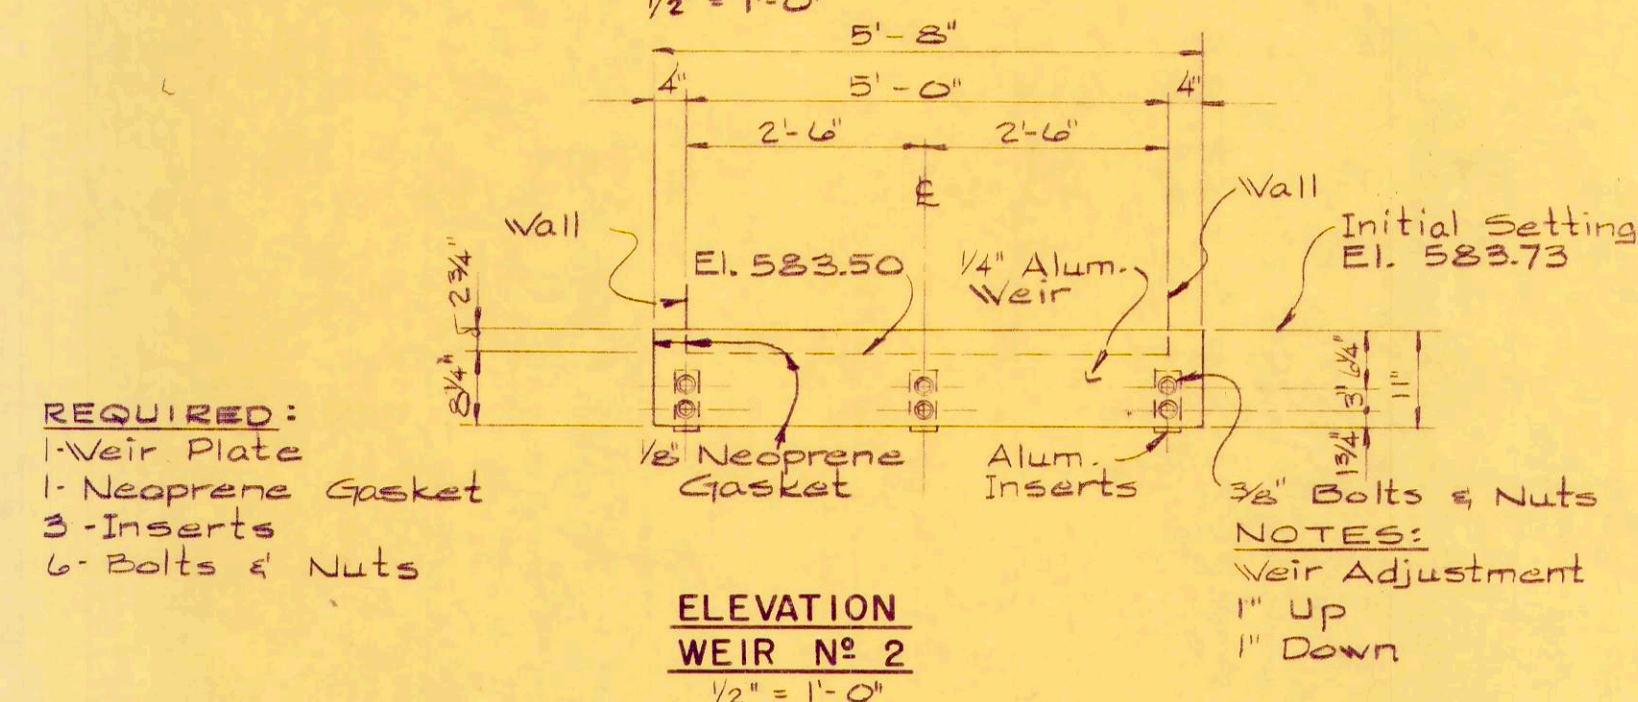 1/2" = 1'-0"
5'-8"
4" 5'-0" 4"
2'-6" 2'-6"
℄
Wall
Wall
Initial Setting
El. 583.73
2 3/4"
El. 583.50
1/4" Alum.
Weir
8 1/4"
6 1/4"
3"
11"
1 3/4"
REQUIRED:
1-Weir Plate
1- Neoprene Gasket
3 -Inserts
6- Bolts & Nuts
1/8" Neoprene
Gasket
Alum.
Inserts
3/8" Bolts & Nuts
NOTES:
Weir Adjustment
1" Up
1" Down
ELEVATION
WEIR Nº 2
1/2" = 1'-0"